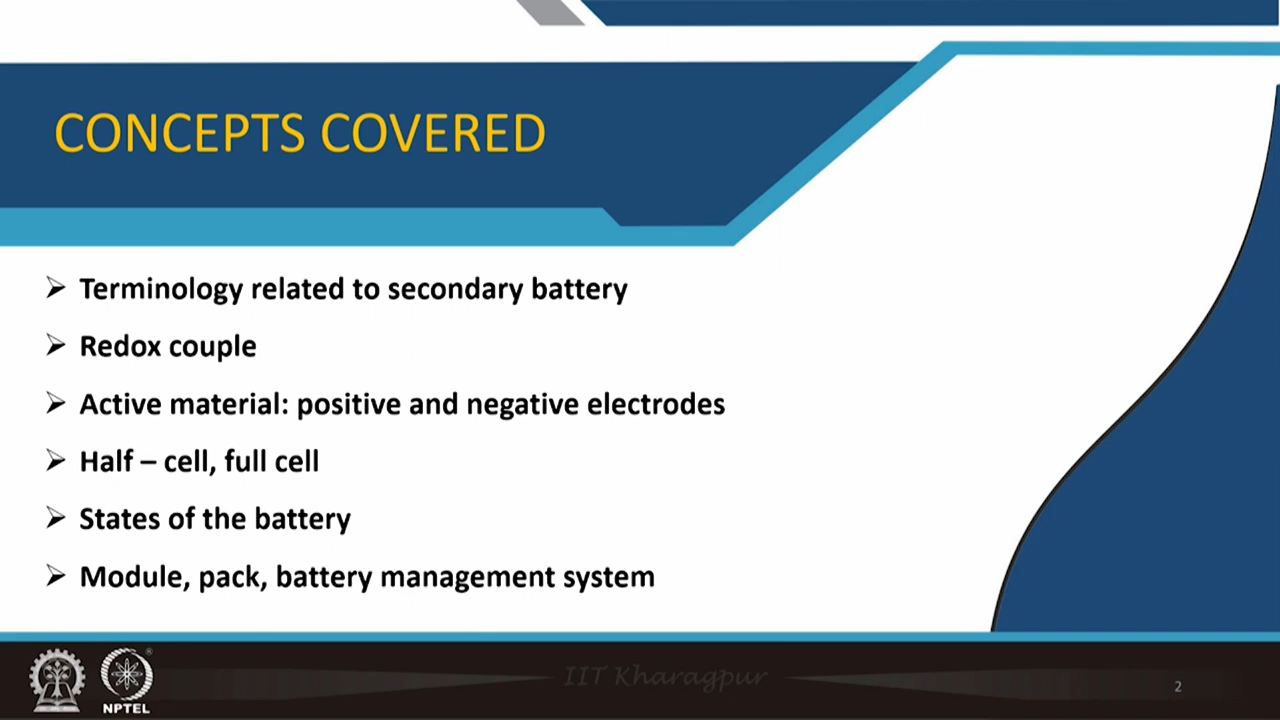 CONCEPTS COVERED
➢ Terminology related to secondary battery
➢ Redox couple
➢ Active material: positive and negative electrodes
➢ Half – cell, full cell
➢ States of the battery
➢ Module, pack, battery management system
IIT Kharagpur
NPTEL
2